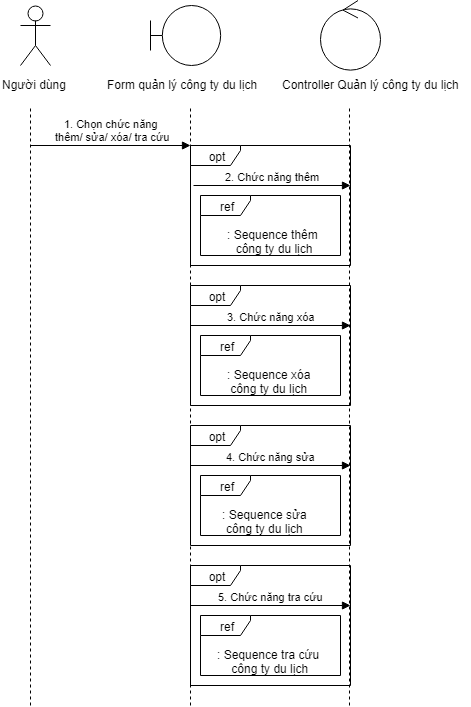 Người dùng
Form quản lý công ty du lịch
Controller Quản lý công ty du lịch
1. Chọn chức năng
thêm/ sửa/ xóa/ tra cứu
opt
2. Chức năng thêm
ref
: Sequence thêm
công ty du lịch
opt
3. Chức năng xóa
ref
: Sequence xóa
công ty du lịch
opt
4. Chức năng sửa
ref
: Sequence sửa
công ty du lịch
opt
5. Chức năng tra cứu
ref
: Sequence tra cứu
công ty du lịch